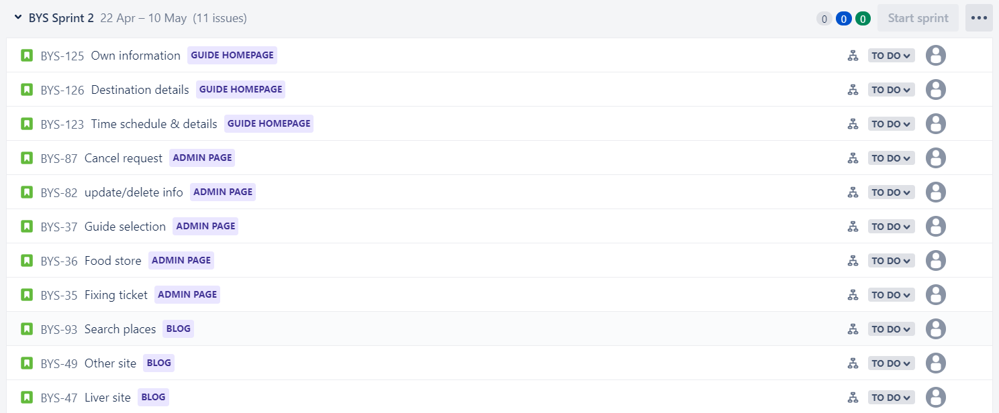 BYS Sprint 2 22 Apr – 10 May (11 issues) 0 0 0 Start sprint
BYS-125 Own information GUIDE HOMEPAGE TO DO
BYS-126 Destination details GUIDE HOMEPAGE TO DO
BYS-123 Time schedule & details GUIDE HOMEPAGE TO DO
BYS-87 Cancel request ADMIN PAGE TO DO
BYS-82 update/delete info ADMIN PAGE TO DO
BYS-37 Guide selection ADMIN PAGE TO DO
BYS-36 Food store ADMIN PAGE TO DO
BYS-35 Fixing ticket ADMIN PAGE TO DO
BYS-93 Search places BLOG TO DO
BYS-49 Other site BLOG TO DO
BYS-47 Liver site BLOG TO DO